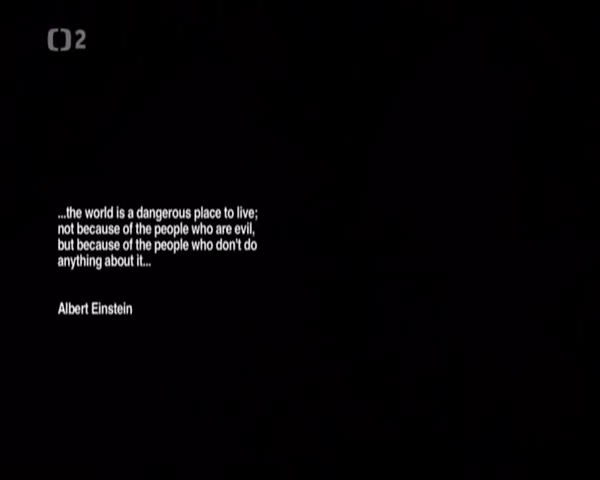 2
...the world is a dangerous place to live;
not because of the people who are evil,
but because of the people who don't do
anything about it...
Albert Einstein